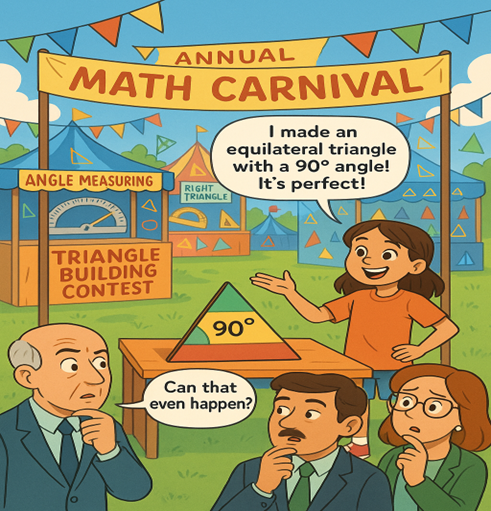 ANNUAL
MATH CARNIVAL
I made an
equilateral triangle
with a 90° angle!
It's perfect!
ANGLE MEASURING
RIGHT
TRIANGLE
TRIANGLE
BUILDING
CONTEST
90°
Can that
even happen?